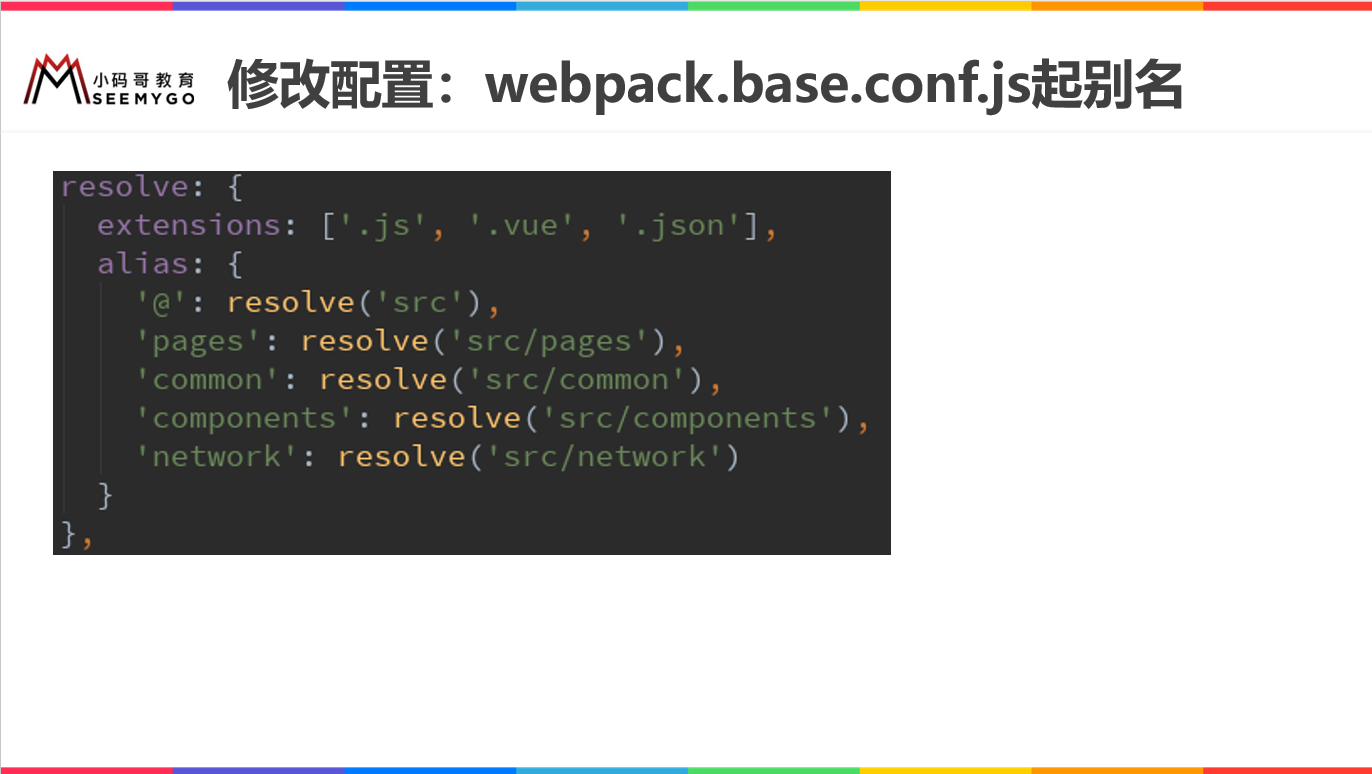 小码哥教育
SEEMYGO
修改配置：webpack.base.conf.js起别名
resolve: {
  extensions: ['.js', '.vue', '.json'],
  alias: {
    '@': resolve('src'),
    'pages': resolve('src/pages'),
    'common': resolve('src/common'),
    'components': resolve('src/components'),
    'network': resolve('src/network')
  }
},